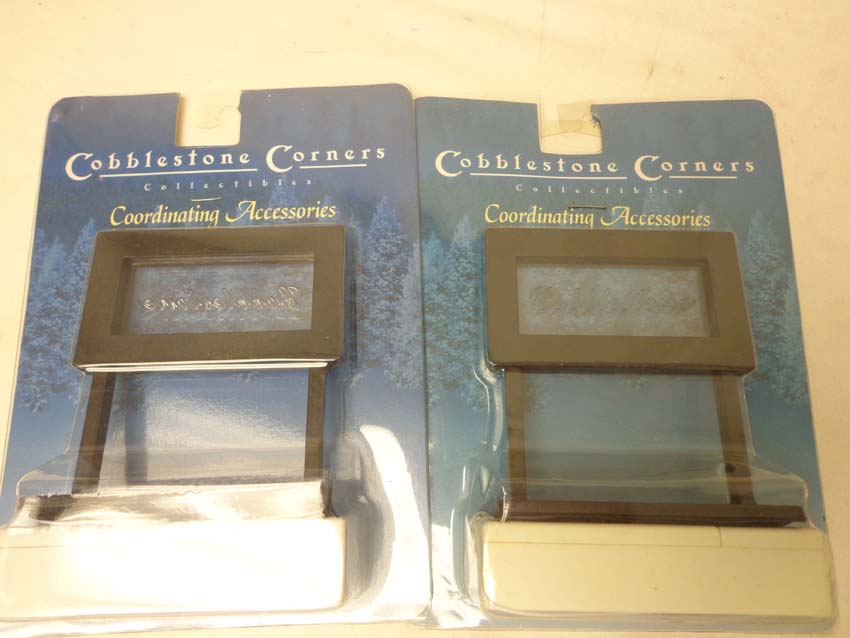 Cobblestone Corners
Collectibles
Coordinating Accessories
Cobblestone Corners
Collectibles
Coordinating Accessories